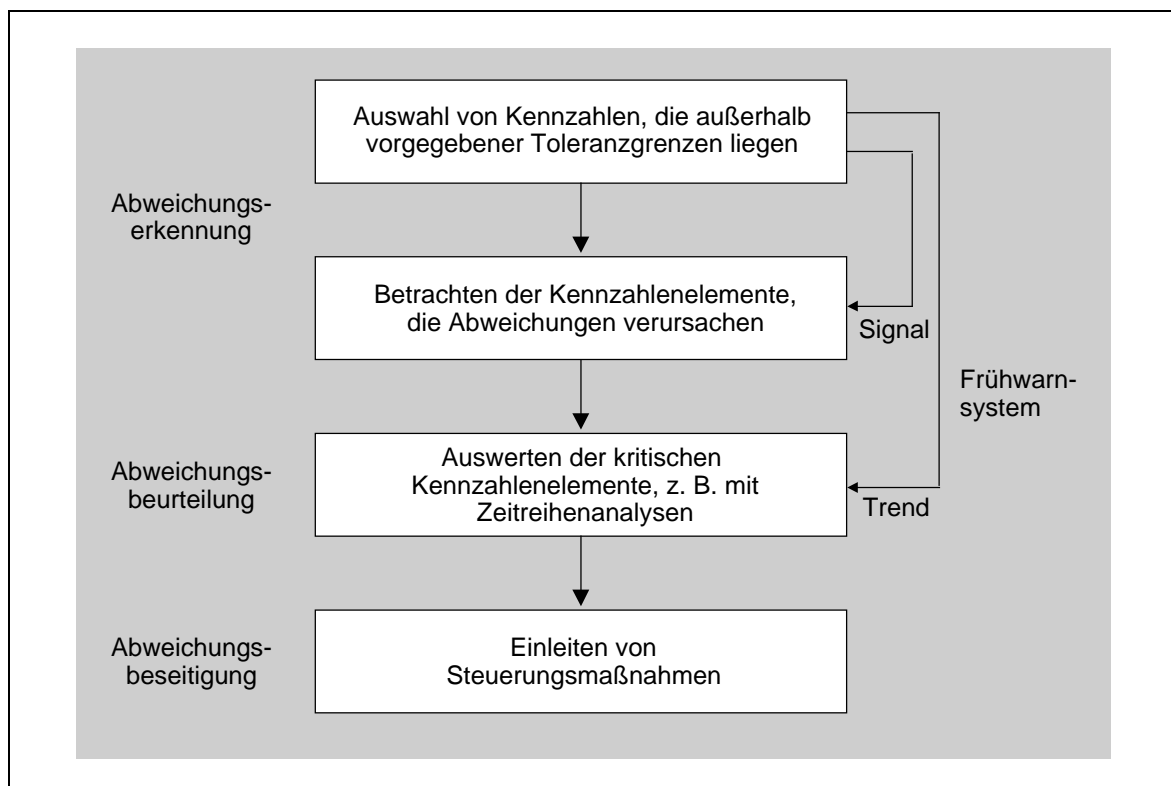 Auswahl von Kennzahlen, die außerhalb
vorgegebener Toleranzgrenzen liegen
Abweichungs-
erkennung
Betrachten der Kennzahlenelemente,
die Abweichungen verursachen
Signal
Frühwarn-
system
Abweichungs-
beurteilung
Auswerten der kritischen
Kennzahlenelemente, z. B. mit
Zeitreihenanalysen
Trend
Abweichungs-
beseitigung
Einleiten von
Steuerungsmaßnahmen